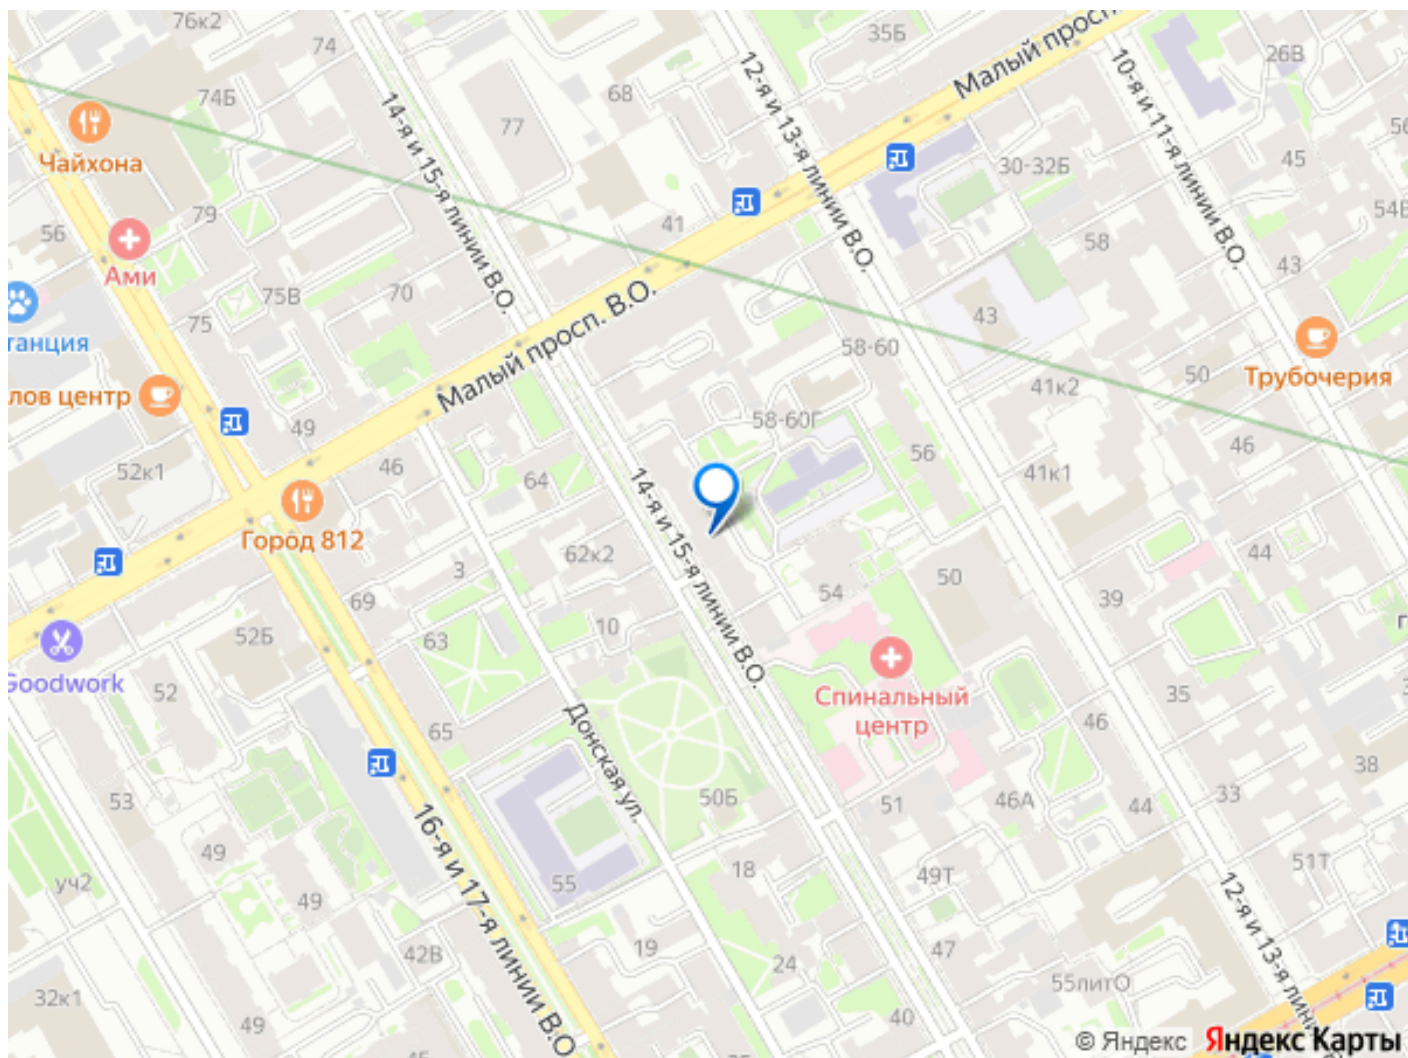 76к2
74
35Б
Малый просп.
12-я и 13-я линии В.О.
10-я и 11-я линии В.О.
26В
74Б
14-я и 15-я линии В.О.
68
77
Чайхона
30-32Б
45
56
79
41
54В
56
Ами
58
43
75В
70
75
Малый просп. В.О.
43
танция
58-60
лов центр
41к2
50
Трубочерия
49
58-60Г
46
52к1
46
64
56
41к1
14-я и 15-я линии В.О.
Город 812
62к2
44
3
54
50
39
69
10
52Б
63
Goodwork
52
Спинальный
центр
35
65
46
Донская ул.
38
53
50Б
51
46А
44
33
16-я и 17-я линии В.О
49
18
49Т
51Т
уч2
55
12-я и 13-я лини
49
42В
19
47
24
55литО
32к1
49
40
© Яндекс Яндекс Карты